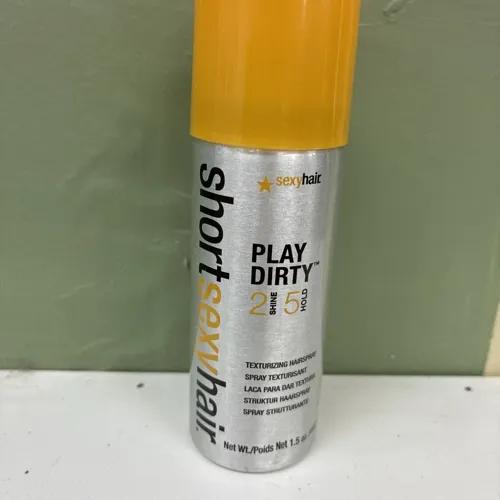 sexyhair.
shortsexyhair.
PLAY
DIRTY™
2 SHINE 5 HOLD
TEXTURIZING HAIRSPRAY
SPRAY TEXTURISANT
LACA PARA DAR TEXTURA
STRUKTUR HAARSPRAY
SPRAY STRUTTURANTE
Net Wt./Poids Net 1.5 oz.